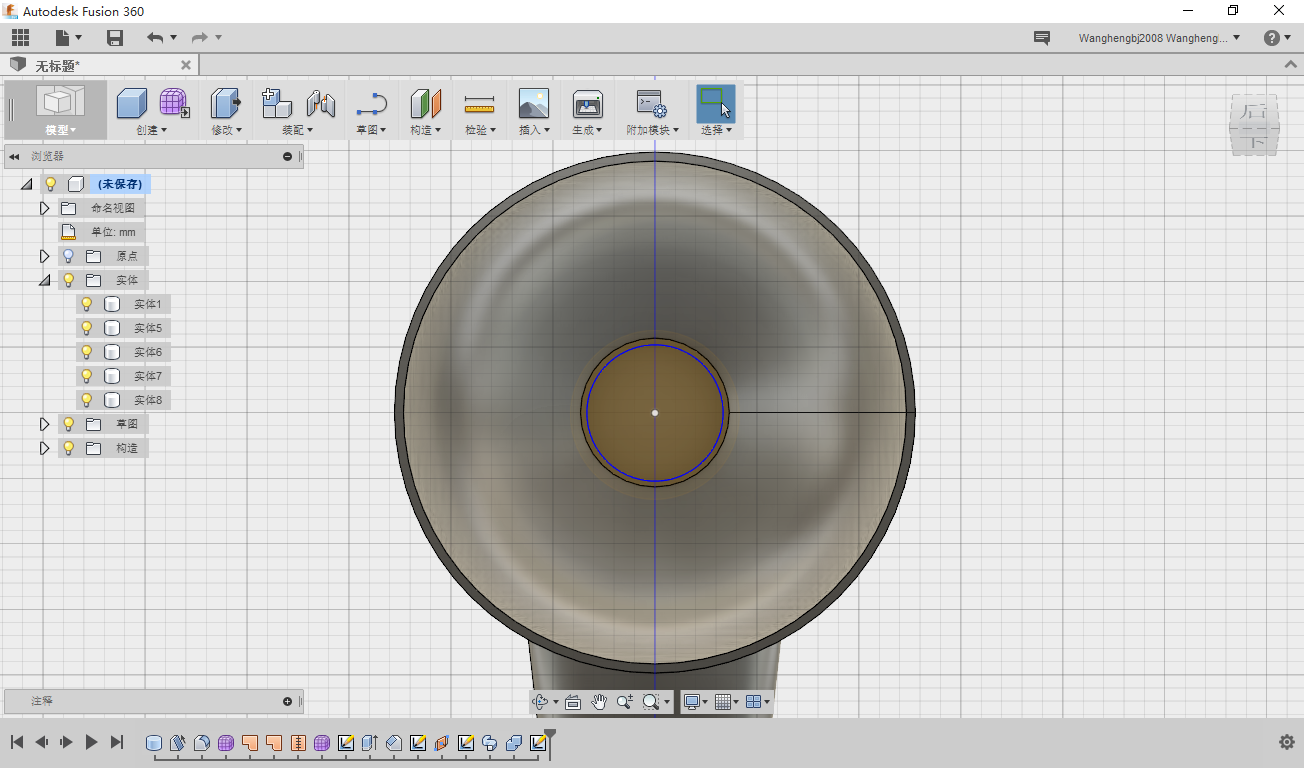 Autodesk Fusion 360
Wanghengbj2008 Wangheng...
无标题*
模型
创建
修改
装配
草图
构造
检验
插入
生成
附加模块
选择
后
下
浏览器
(未保存)
命名视图
单位: mm
原点
实体
实体1
实体5
实体6
实体7
实体8
草图
构造
注释